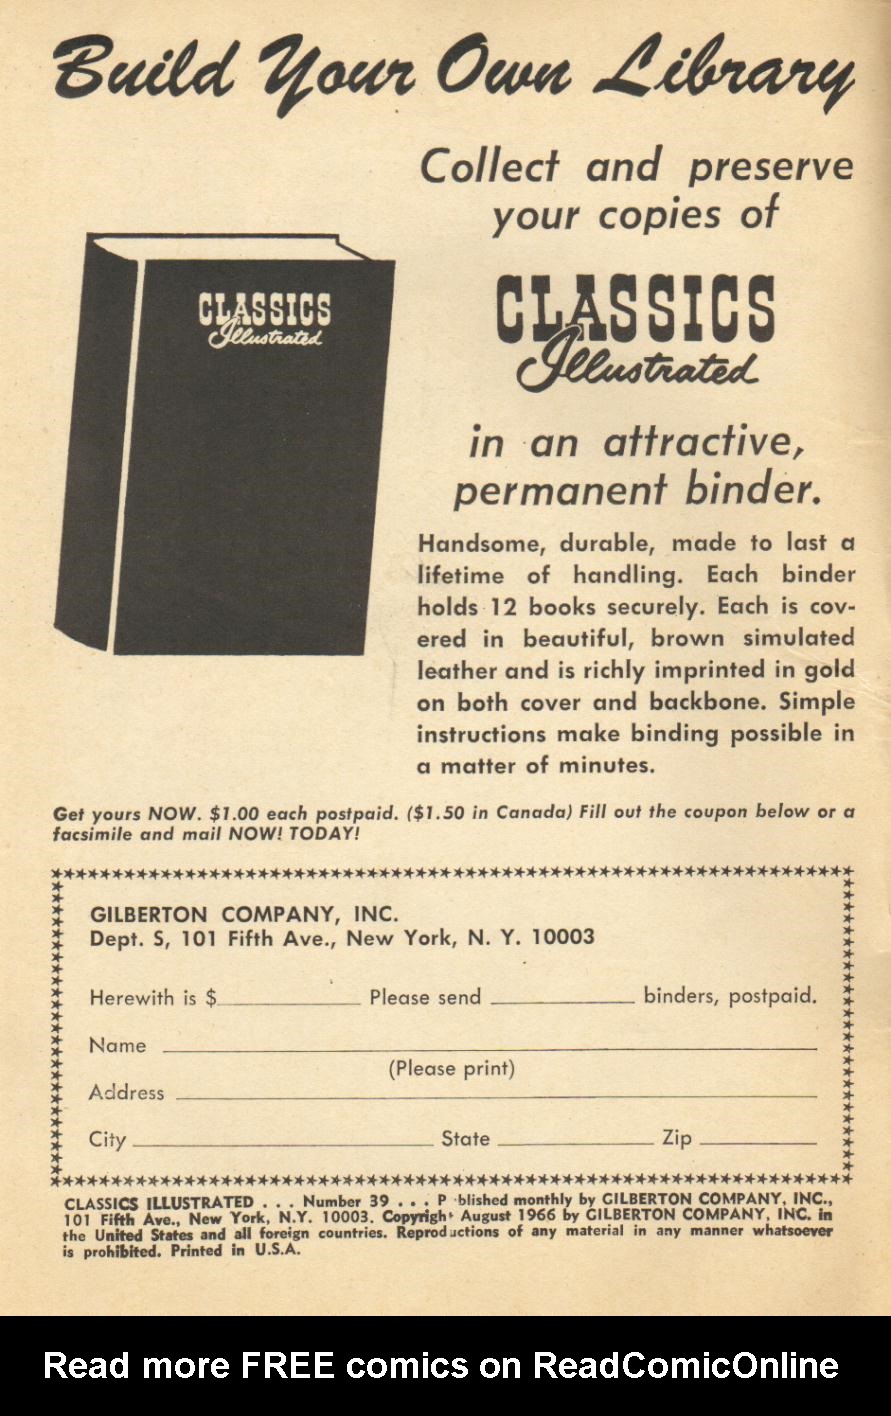 Build Your Own Library
CLASSICS
Illustrated
Collect and preserve
your copies of
CLASSICS
Illustrated
in an attractive,
permanent binder.
Handsome, durable, made to last a
lifetime of handling. Each binder
holds 12 books securely. Each is cov-
ered in beautiful, brown simulated
leather and is richly imprinted in gold
on both cover and backbone. Simple
instructions make binding possible in
a matter of minutes.
Get yours NOW. $1.00 each postpaid. ($1.50 in Canada) Fill out the coupon below or a
facsimile and mail NOW! TODAY!
GILBERTON COMPANY, INC.
Dept. S, 101 Fifth Ave., New York, N. Y. 10003
Herewith is $ Please send binders, postpaid.
Name
(Please print)
Address
City State Zip
CLASSICS ILLUSTRATED . . . Number 39 . . . Published monthly by GILBERTON COMPANY, INC.,
101 Fifth Ave., New York, N.Y. 10003. Copyright August 1966 by GILBERTON COMPANY, INC. in
the United States and all foreign countries. Reproductions of any material in any manner whatsoever
is prohibited. Printed in U.S.A.
Read more FREE comics on ReadComicOnline